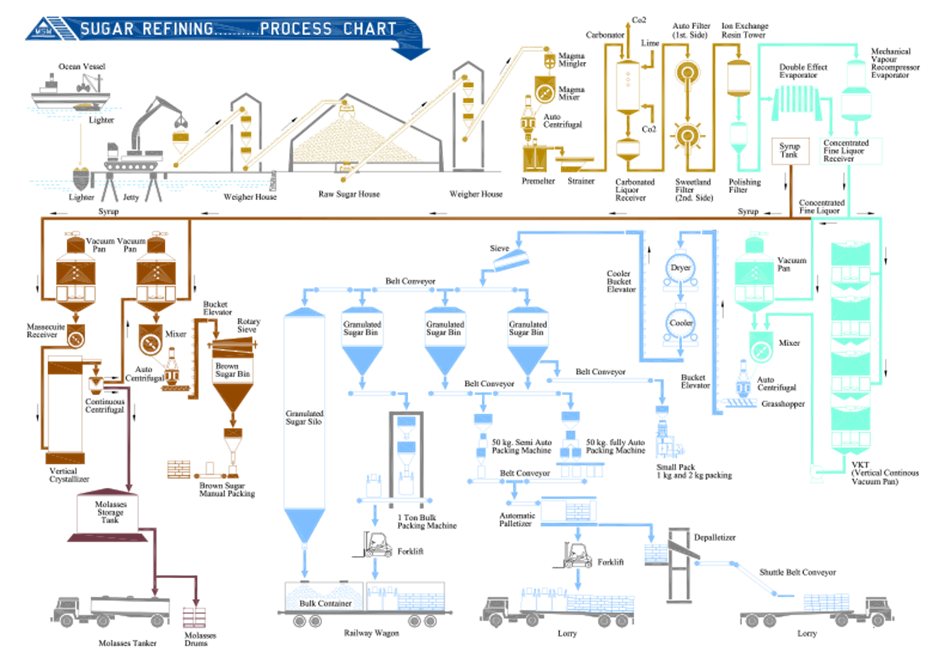 MSM
SUGAR REFINING..........PROCESS CHART
Ocean Vessel
Lighter
Lighter
Jetty
Weigher House
Raw Sugar House
Weigher House
Magma
Mingler
Magma
Mixer
Auto
Centrifugal
Premelter
Strainer
Carbonator
Co2
Lime
Co2
Carbonated
Liquor
Receiver
Auto Filter
(1st. Side)
Sweetland
Filter
(2nd. Side)
Ion Exchange
Resin Tower
Polishing
Filter
Double Effect
Evaporator
Mechanical
Vapour
Recompressor
Evaporator
Syrup
Tank
Concentrated
Fine Liquor
Receiver
Syrup
Syrup
Concentrated
Fine Liquor
Vacuum
Pan
Vacuum
Pan
Massecuite
Receiver
Mixer
Bucket
Elevator
Rotary
Sieve
Auto
Centrifugal
Brown
Sugar Bin
Continuous
Centrifugal
Vertical
Crystallizer
Brown Sugar
Manual Packing
Molasses
Storage
Tank
Molasses Tanker
Molasses
Drums
Sieve
Belt Conveyor
Granulated
Sugar Bin
Granulated
Sugar Bin
Granulated
Sugar Bin
Granulated
Sugar Silo
Belt Conveyor
Belt Conveyor
Cooler
Bucket
Elevator
Dryer
Cooler
Bucket
Elevator
Vacuum
Pan
Mixer
Auto
Centrifugal
Grasshopper
VKT
(Vertical Continous
Vacuum Pan)
50 kg. Semi Auto
Packing Machine
50 kg. fully Auto
Packing Machine
Small Pack
1 kg and 2 kg packing
Belt Conveyor
1 Ton Bulk
Packing Machine
Automatic
Palletizer
Forklift
Forklift
Depalletizer
Shuttle Belt Conveyor
Bulk Container
Railway Wagon
Lorry
Lorry